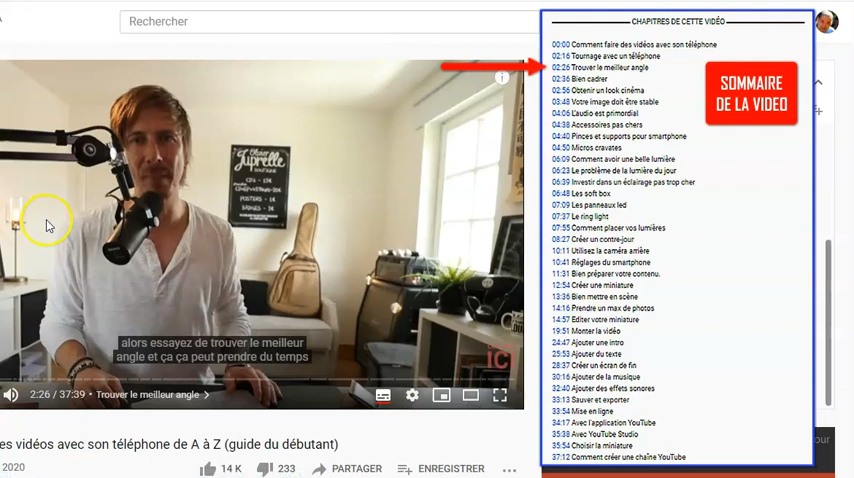 Rechercher
CHAPITRES DE CETTE VIDÉO
00:00 Comment faire des vidéos avec son téléphone
02:16 Tournage avec un téléphone
02:26 Trouver le meilleur angle
02:36 Bien cadrer
02:56 Obtenir un look cinéma
03:48 Votre image doit être stable
04:06 L'audio est primordial
04:38 Accessoires pas chers
04:40 Pinces et supports pour smartphone
04:50 Micros cravates
06:09 Comment avoir une belle lumière
06:23 Le problème de la lumière du jour
06:39 Investir dans un éclairage pas trop cher
06:48 Les soft box
07:09 Les panneaux led
07:37 Le ring light
07:55 Comment placer vos lumières
08:27 Créer un contre-jour
10:11 Utilisez la caméra arrière
10:41 Réglages du smartphone
11:31 Bien préparer votre contenu.
12:54 Créer une miniature
13:36 Bien mettre en scène
14:16 Prendre un max de photos
14:57 Editer votre miniature
19:51 Monter la vidéo
24:47 Ajouter une intro
25:53 Ajouter du texte
28:37 Créer un écran de fin
30:16 Ajouter de la musique
32:40 Ajouter des effets sonores
33:13 Sauver et exporter
33:54 Mise en ligne
34:17 Avec l'application YouTube
35:38 Avec YouTube Studio
35:54 Choisir la miniature
37:12 Comment créer une chaîne YouTube
SOMMAIRE
DE LA VIDEO
Juprelle
POSTERS - 14€
alors essayez de trouver le meilleur
angle et ça ça peut prendre du temps
ici
2:26 / 37:39 • Trouver le meilleur angle >
es vidéos avec son téléphone de A à Z (guide du débutant)
2020
14 K
233
PARTAGER
ENREGISTRER
our